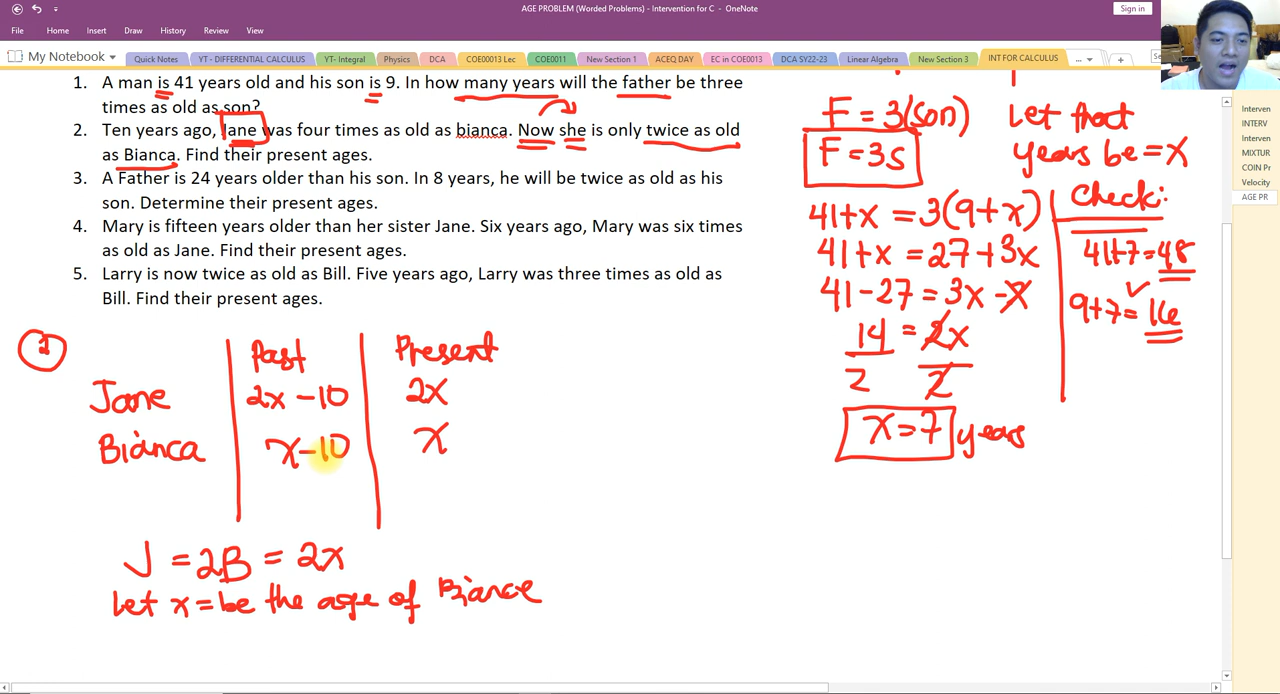 AGE PROBLEM (Worded Problems) - Intervention for C - OneNote
Sign in
File Home Insert Draw History Review View
My Notebook
Quick Notes YT - DIFFERENTIAL CALCULUS YT- Integral Physics DCA COE00013 Lec COE0011 New Section 1 ACEQ DAY EC in COE0013 DCA SY22-23 Linear Algebra New Section 3 INT FOR CALCULUS ...
1. A man is 41 years old and his son is 9. In how many years will the father be three
times as old as son?
2. Ten years ago, Jane was four times as old as bianca. Now she is only twice as old
as Bianca. Find their present ages.
3. A Father is 24 years older than his son. In 8 years, he will be twice as old as his
son. Determine their present ages.
4. Mary is fifteen years older than her sister Jane. Six years ago, Mary was six times
as old as Jane. Find their present ages.
5. Larry is now twice as old as Bill. Five years ago, Larry was three times as old as
Bill. Find their present ages.
2
Past Present
Jane 2x-10 2x
Bianca x-10 x
J = 2B = 2x
Let x = be the age of Biance
F = 3(son)
F = 3S
41+x = 3(9+x)
41+x = 27+3x
41-27 = 3x-x
14 = 2x
2 2
x=7 years
Let that
years be = x
Check:
41+7=48
9+7=16
Interven
INTERV
Interven
MIXTUR
COIN Pr
Velocity
AGE PR